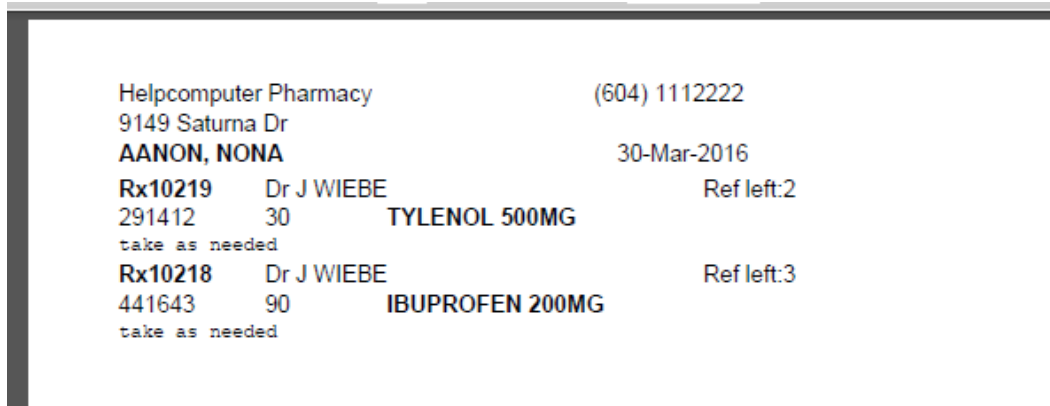 Helpcomputer Pharmacy (604) 1112222
9149 Saturna Dr
AANON, NONA 30-Mar-2016
Rx10219 Dr J WIEBE Ref left:2
291412 30 TYLENOL 500MG
take as needed
Rx10218 Dr J WIEBE Ref left:3
441643 90 IBUPROFEN 200MG
take as needed